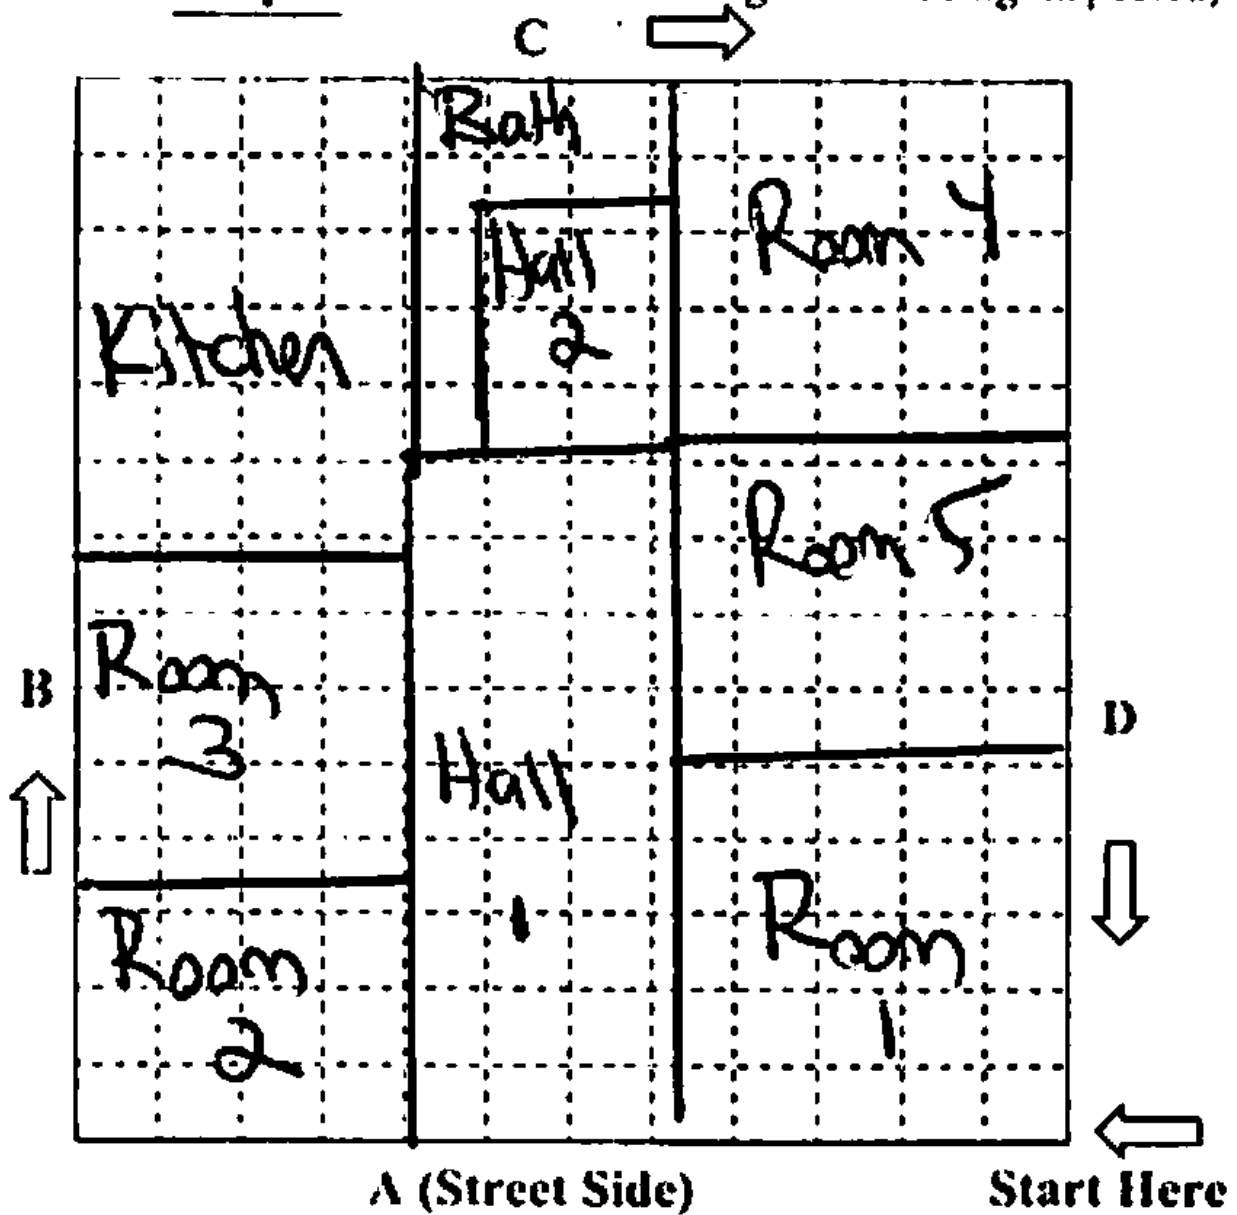 C
Bath
Room 4
Hall
2
Kitchen
Room 5
Room
3
B
D
Hall
1
Room
1
Room
2
A (Street Side)
Start Here